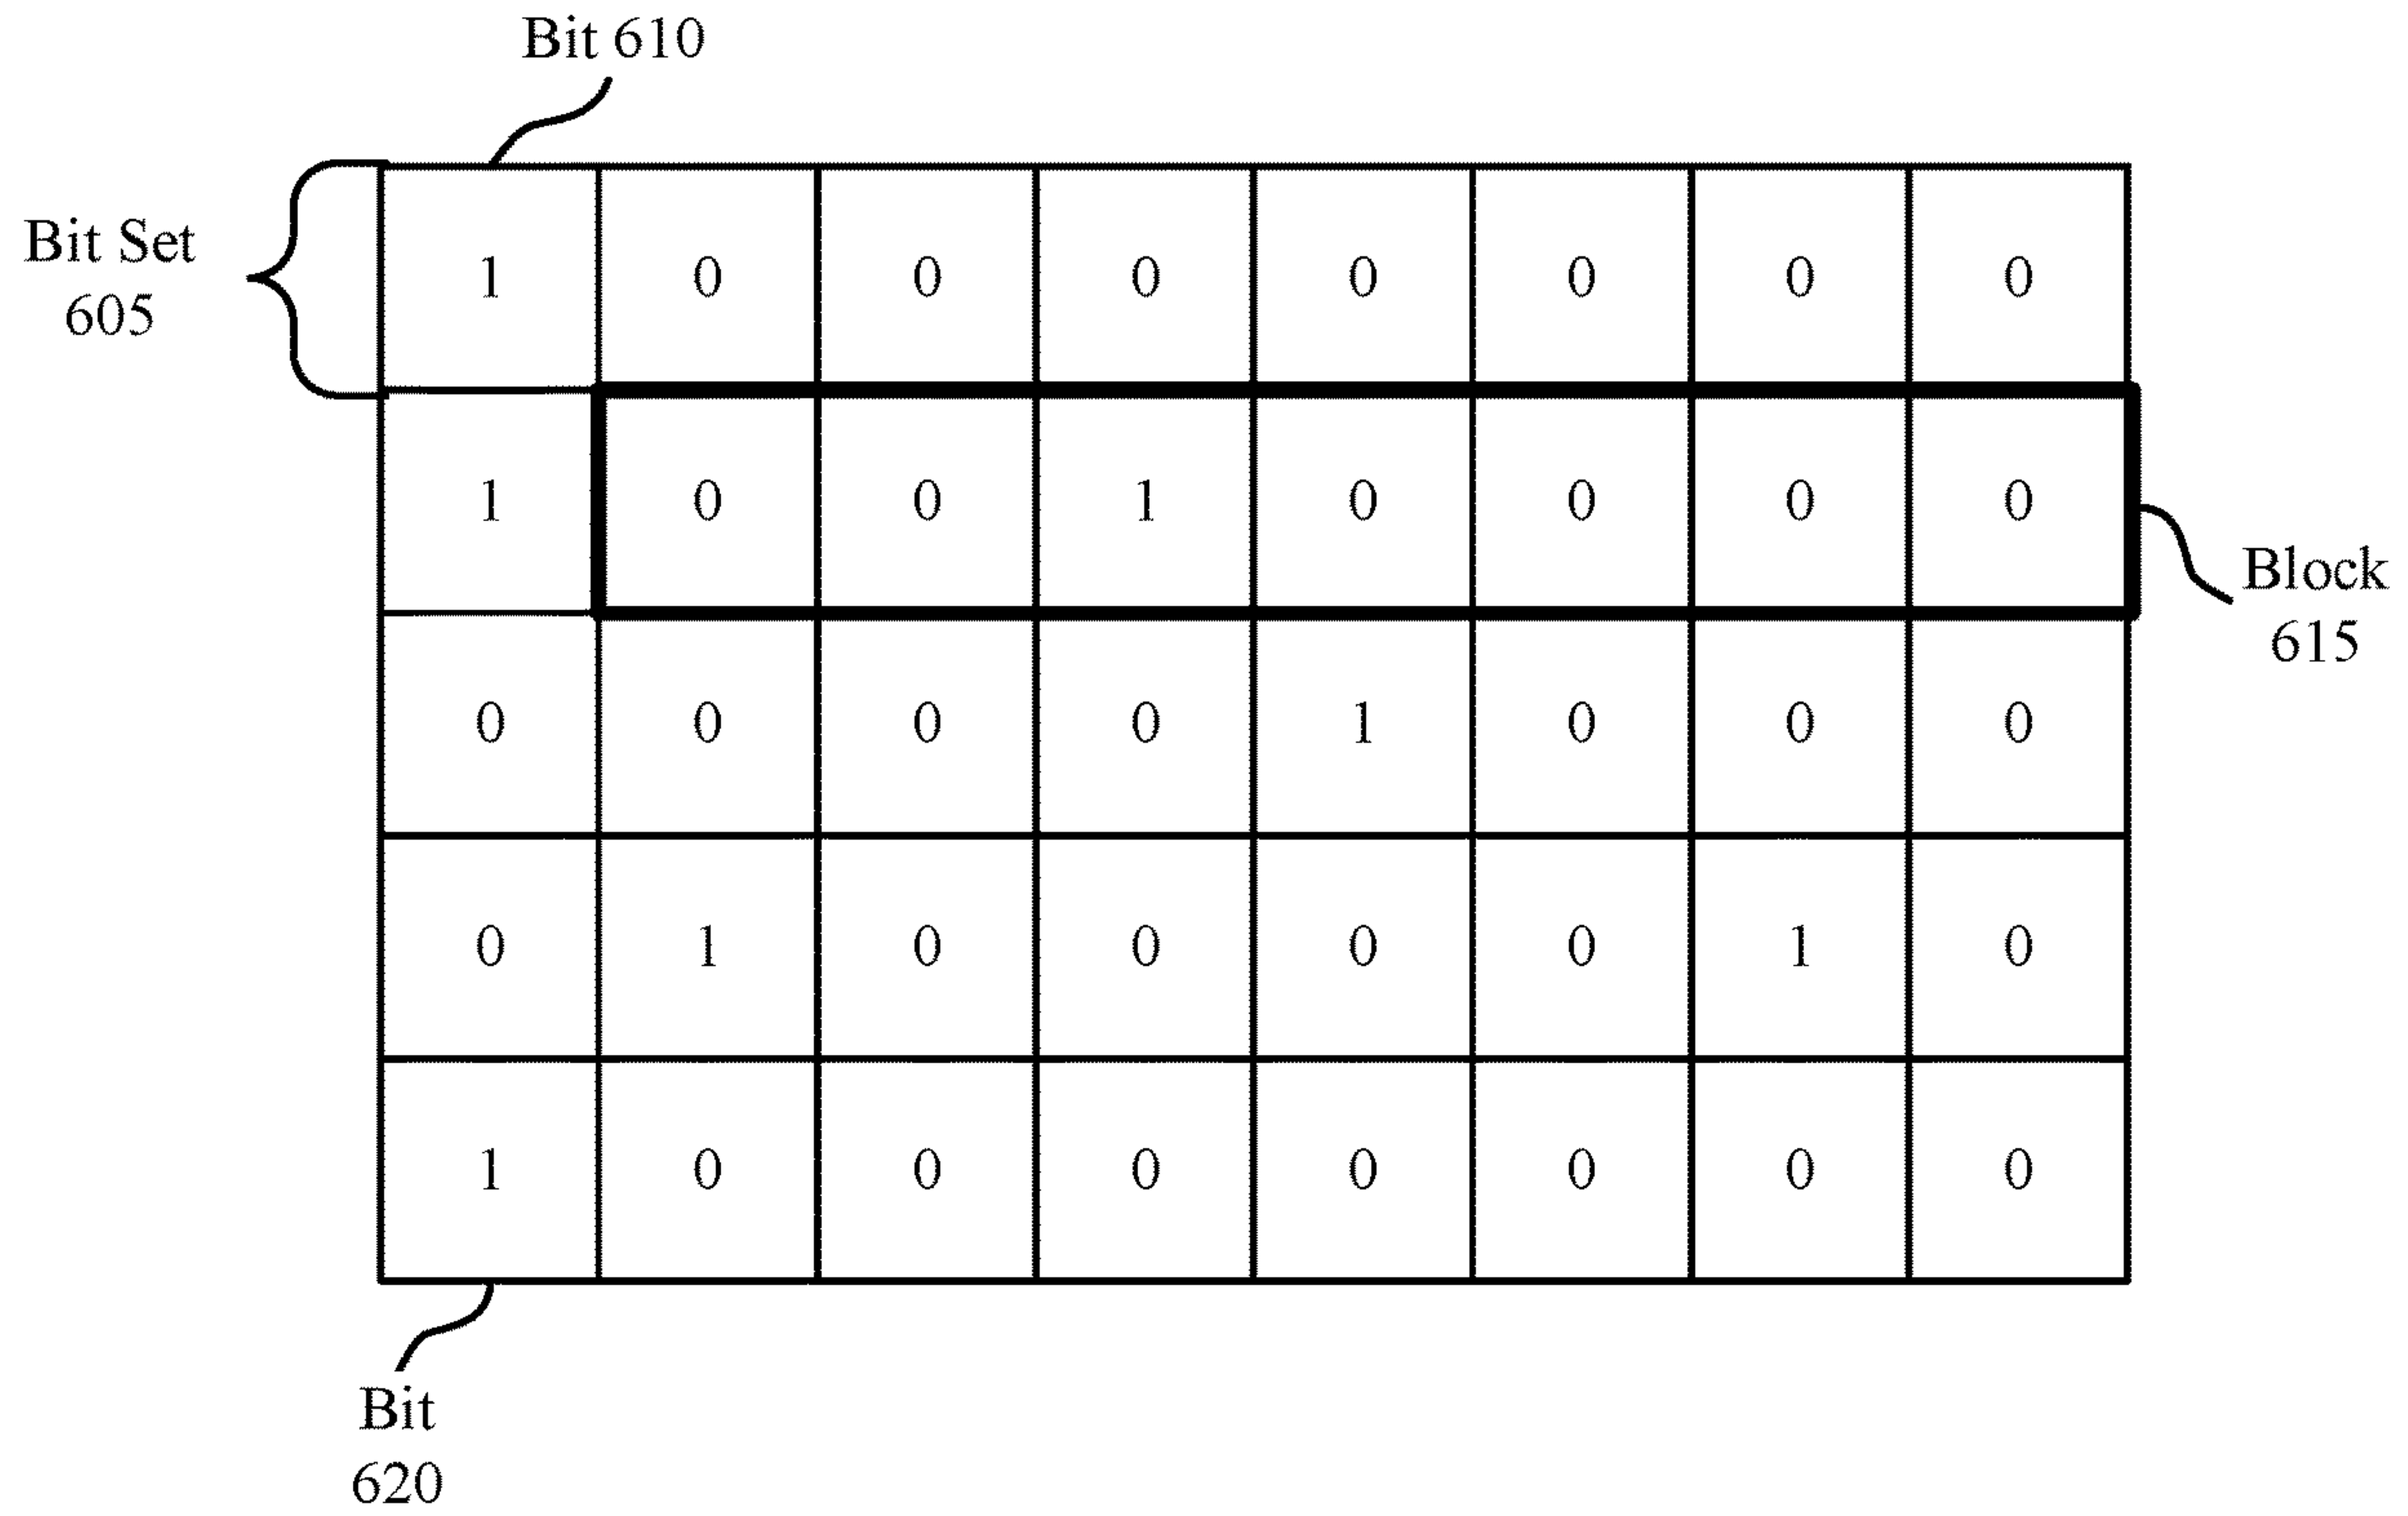 Bit 610
Bit Set
605
1 0 0 0 0 0 0 0
1 0 0 1 0 0 0 0
Block
615
0 0 0 0 1 0 0 0
0 1 0 0 0 0 1 0
1 0 0 0 0 0 0 0
Bit
620